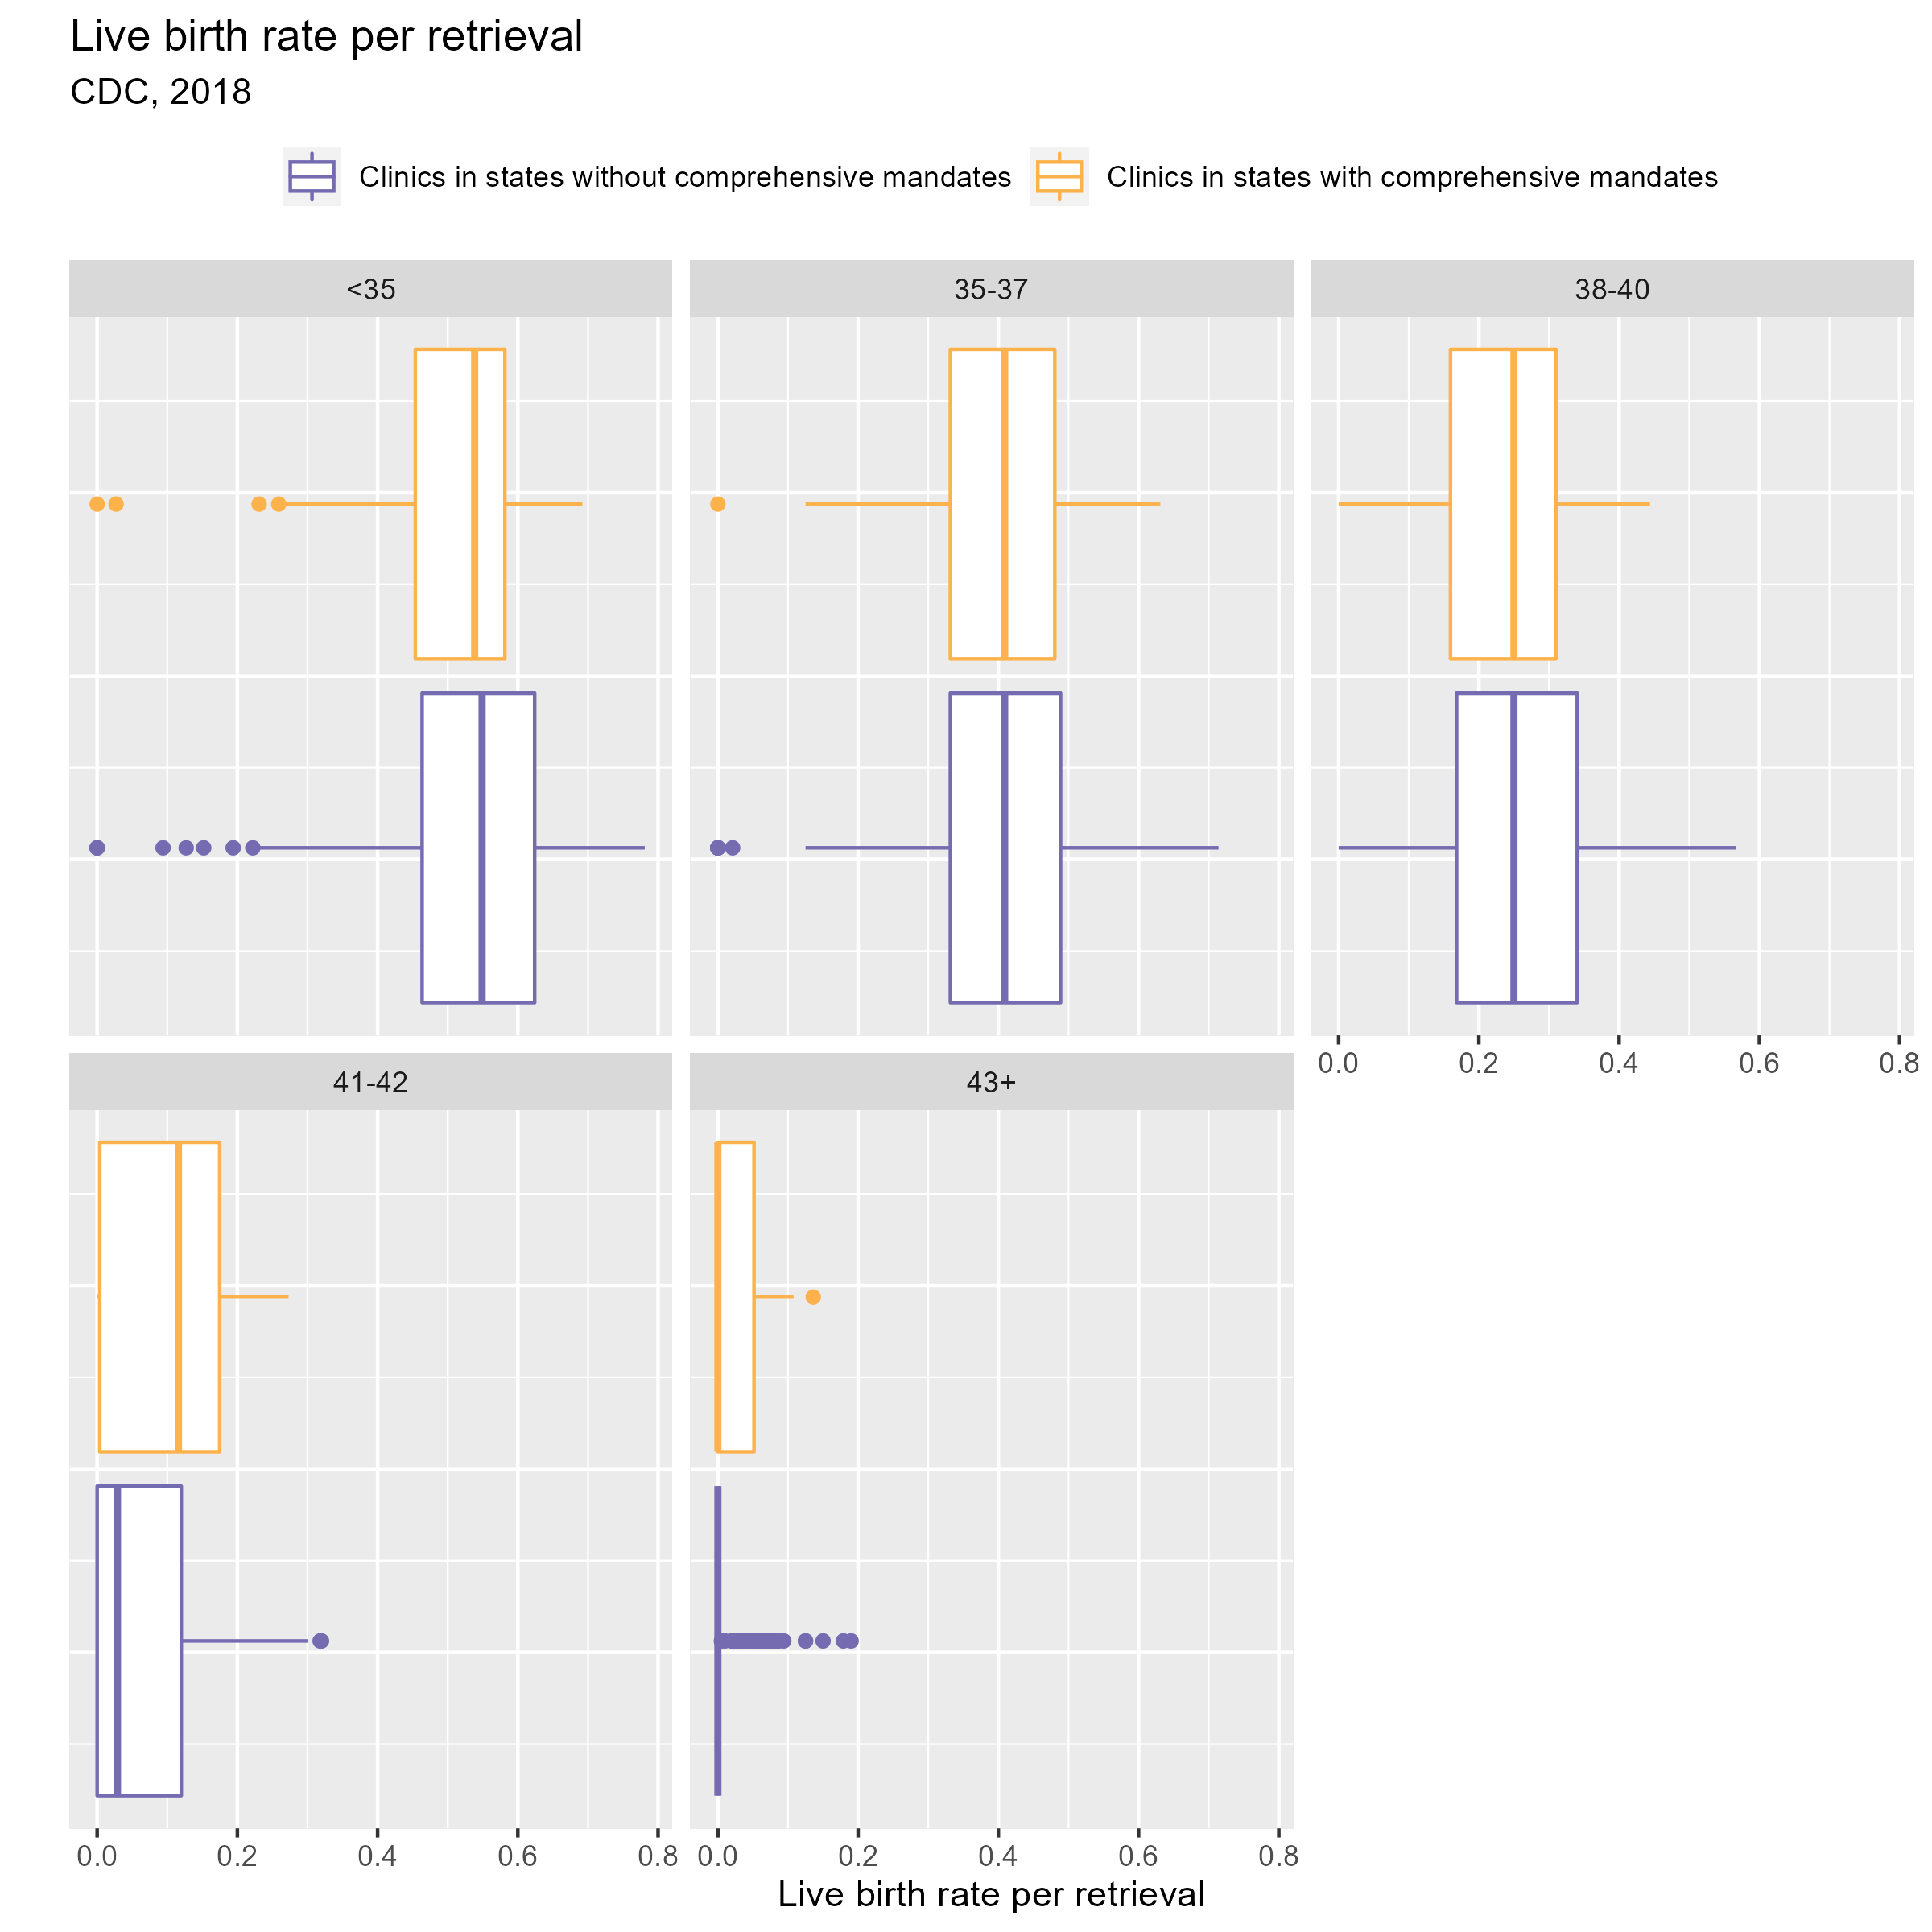 Live birth rate per retrieval
CDC, 2018
Clinics in states without comprehensive mandates Clinics in states with comprehensive mandates
<35 35-37 38-40
0.0 0.2 0.4 0.6 0.8
41-42 43+
0.0 0.2 0.4 0.6 0.8 0.0 0.2 0.4 0.6 0.8
Live birth rate per retrieval